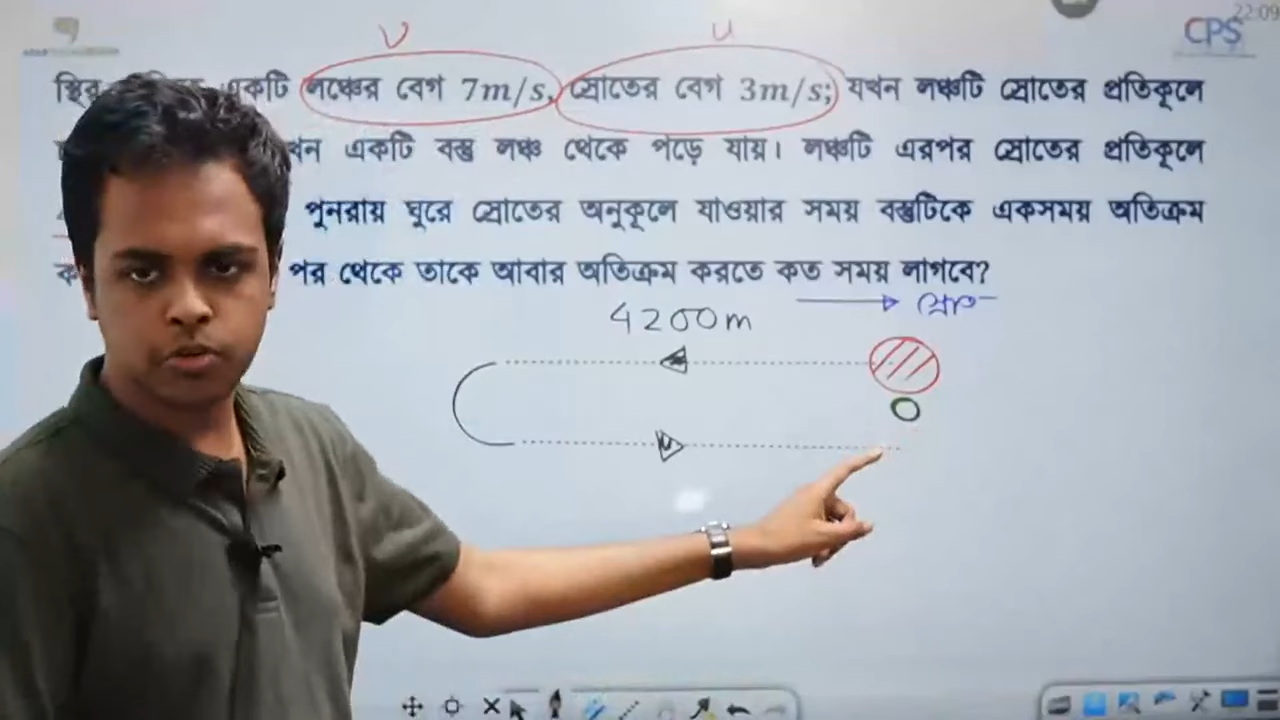 22:09
CPS
v u
স্থির একটি লঞ্চের বেগ 7m/s, স্রোতের বেগ 3m/s; যখন লঞ্চটি স্রোতের প্রতিকূলে
একটি বস্তু লঞ্চ থেকে পড়ে যায়। লঞ্চটি এরপর স্রোতের প্রতিকূলে
পুনরায় ঘুরে স্রোতের অনুকূলে যাওয়ার সময় বস্তুটিকে একসময় অতিক্রম
পর থেকে তাকে আবার অতিক্রম করতে কত সময় লাগবে?
4200m